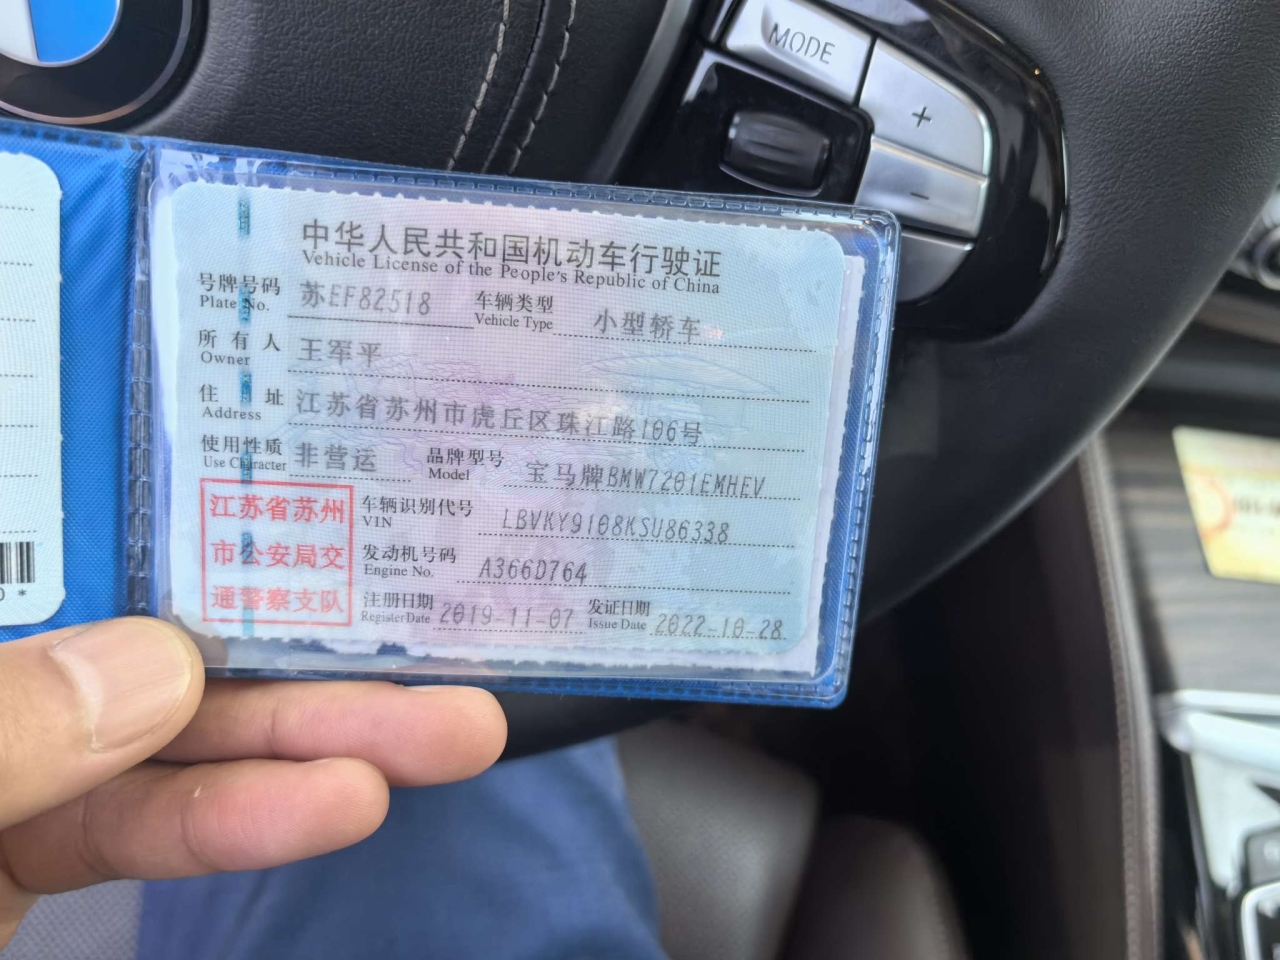 MODE
+
-
中华人民共和国机动车行驶证
Vehicle License of the People's Republic of China
号牌号码 苏EF82518 车辆类型 小型轿车
Plate No. Vehicle Type
所有人 王军平
Owner
住址 江苏省苏州市虎丘区珠江路106号
Address
使用性质 非营运 品牌型号 宝马牌BMW7201EMHEV
Use Character Model
江苏省苏州
市公安局交
通警察支队
车辆识别代号 LBVKY9108KSU86338
VIN
发动机号码 A366D764
Engine No.
注册日期 2019-11-07 发证日期 2022-10-28
Register Date Issue Date